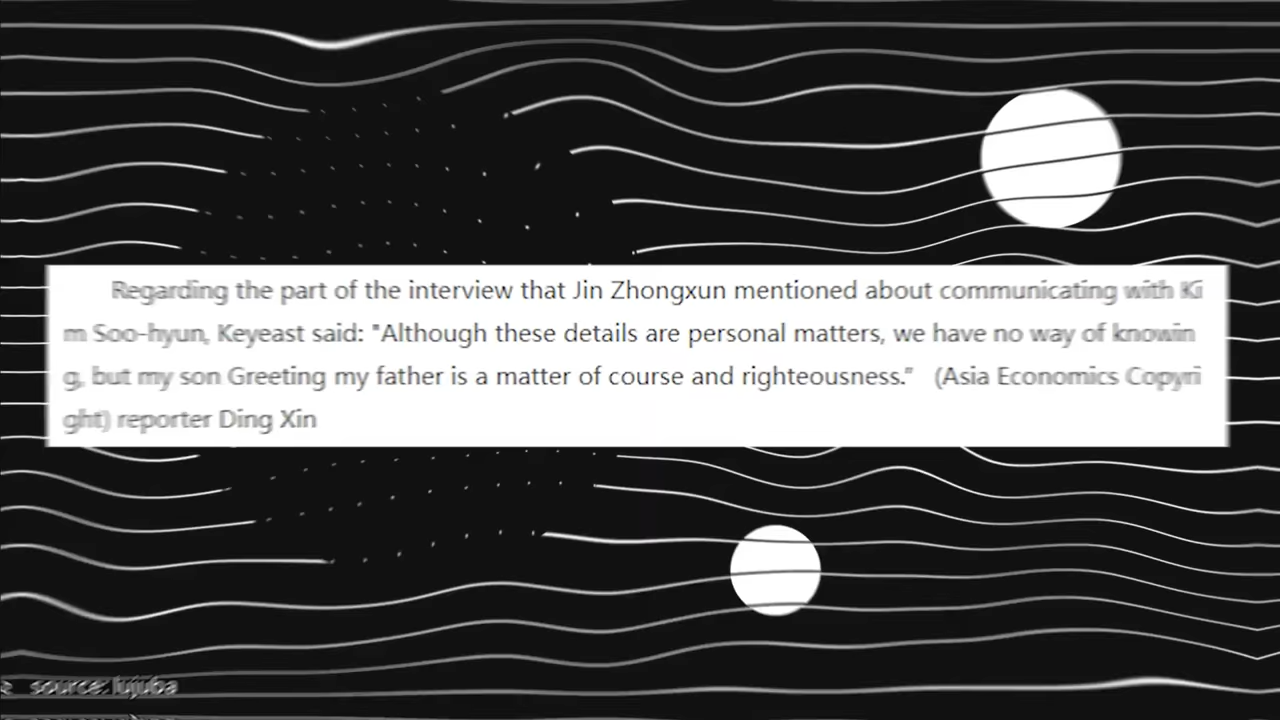 Regarding the part of the interview that Jin Zhongxun mentioned about communicating with Ki
m Soo-hyun, Keyeast said: "Although these details are personal matters, we have no way of knowin
g, but my son Greeting my father is a matter of course and righteousness." (Asia Economics Copyri
ght) reporter Ding Xin
source: lujuba